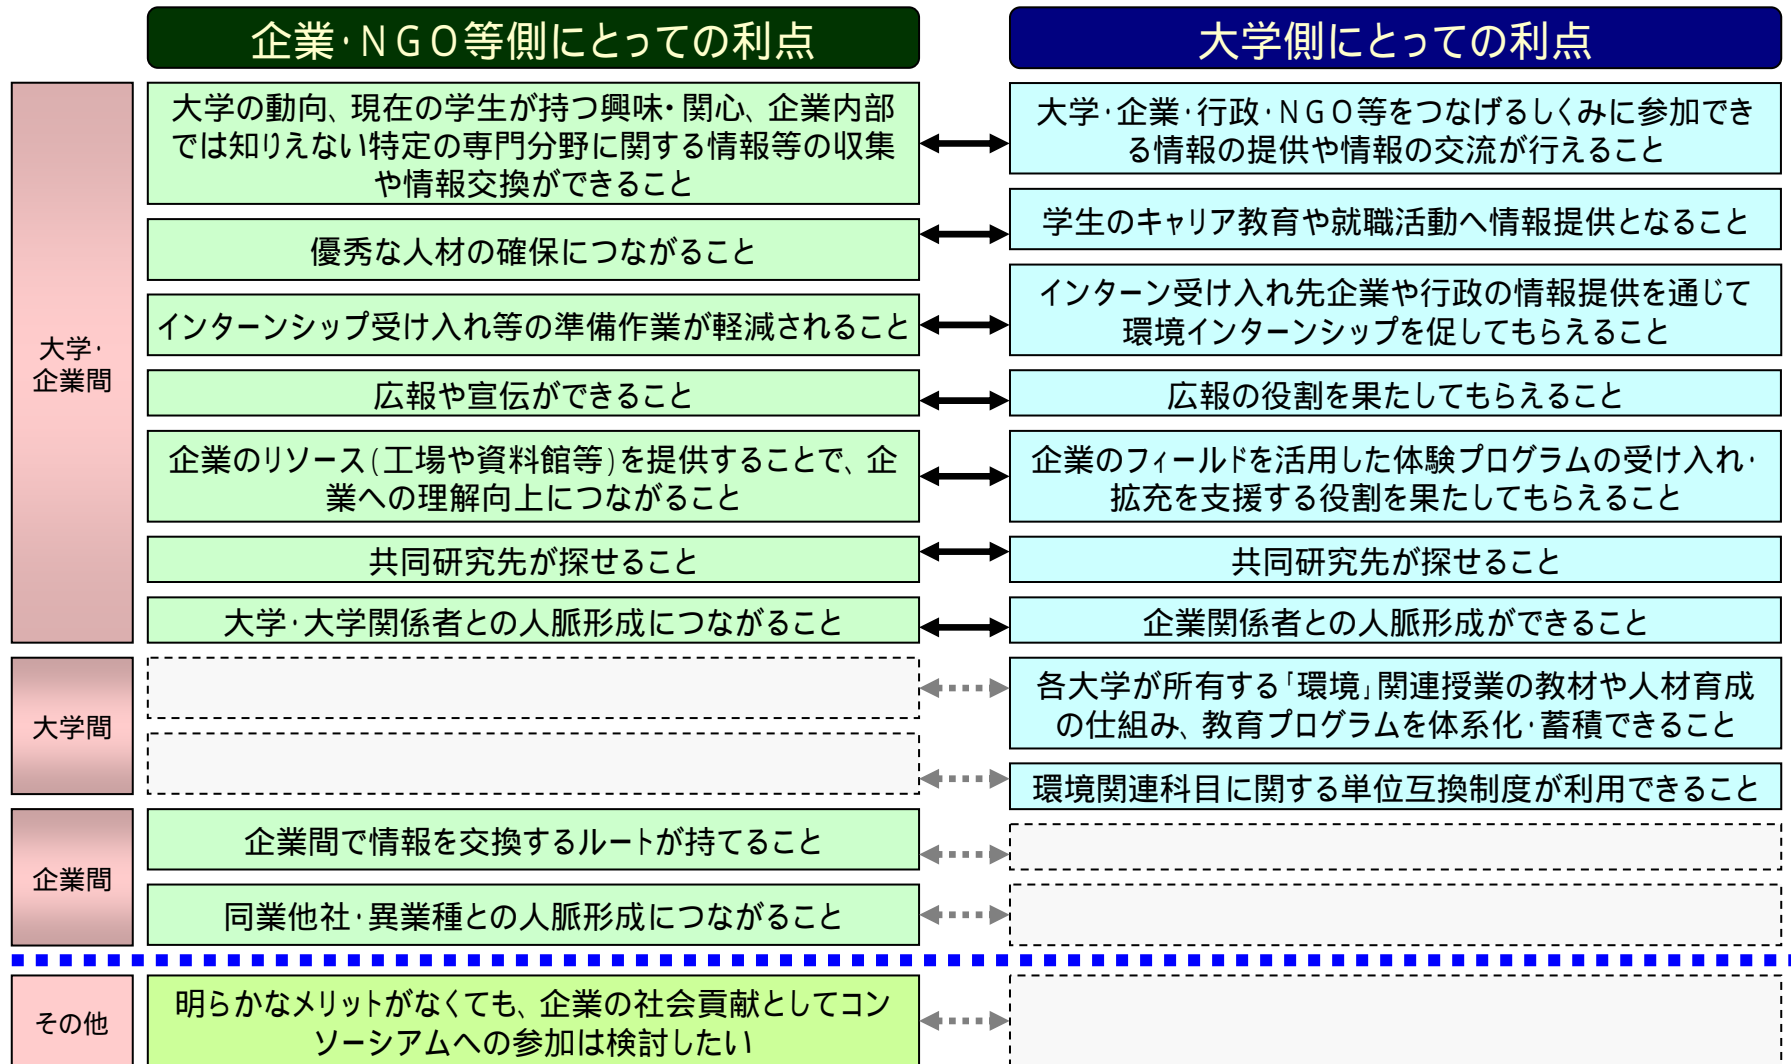 企業・NGO等側にとっての利点
大学側にとっての利点
大学・
企業間
大学の動向、現在の学生が持つ興味・関心、企業内部
では知りえない特定の専門分野に関する情報等の収集
や情報交換ができること
大学・企業・行政・NGO等をつなげるしくみに参加でき
る情報の提供や情報の交流が行えること
優秀な人材の確保につながること
学生のキャリア教育や就職活動へ情報提供となること
インターンシップ受け入れ等の準備作業が軽減されること
インターン受け入れ先企業や行政の情報提供を通じて
環境インターンシップを促してもらえること
広報や宣伝ができること
広報の役割を果たしてもらえること
企業のリソース(工場や資料館等)を提供することで、企
業への理解向上につながること
企業のフィールドを活用した体験プログラムの受け入れ・
拡充を支援する役割を果たしてもらえること
共同研究先が探せること
共同研究先が探せること
大学・大学関係者との人脈形成につながること
企業関係者との人脈形成ができること
大学間
各大学が所有する「環境」関連授業の教材や人材育成
の仕組み、教育プログラムを体系化・蓄積できること
環境関連科目に関する単位互換制度が利用できること
企業間
企業間で情報を交換するルートが持てること
同業他社・異業種との人脈形成につながること
その他
明らかなメリットがなくても、企業の社会貢献としてコン
ソーシアムへの参加は検討したい